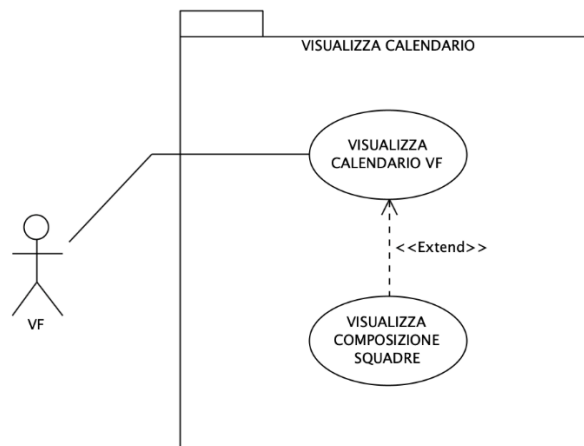 VISUALIZZA CALENDARIO
VISUALIZZA
CALENDARIO VF
<<Extend>>
VF
VISUALIZZA
COMPOSIZIONE
SQUADRE